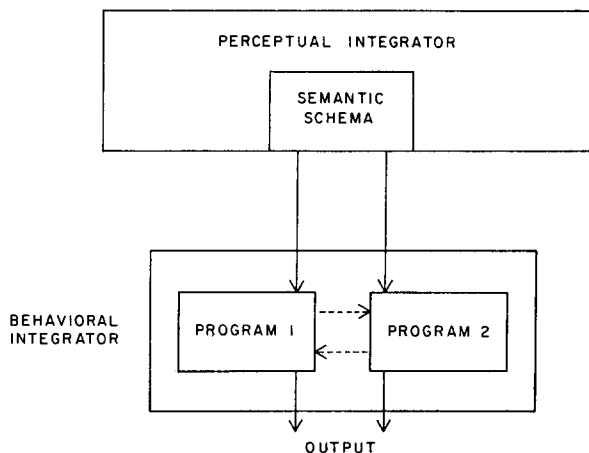 PERCEPTUAL INTEGRATOR
SEMANTIC
SCHEMA
BEHAVIORAL
INTEGRATOR
PROGRAM 1
PROGRAM 2
OUTPUT